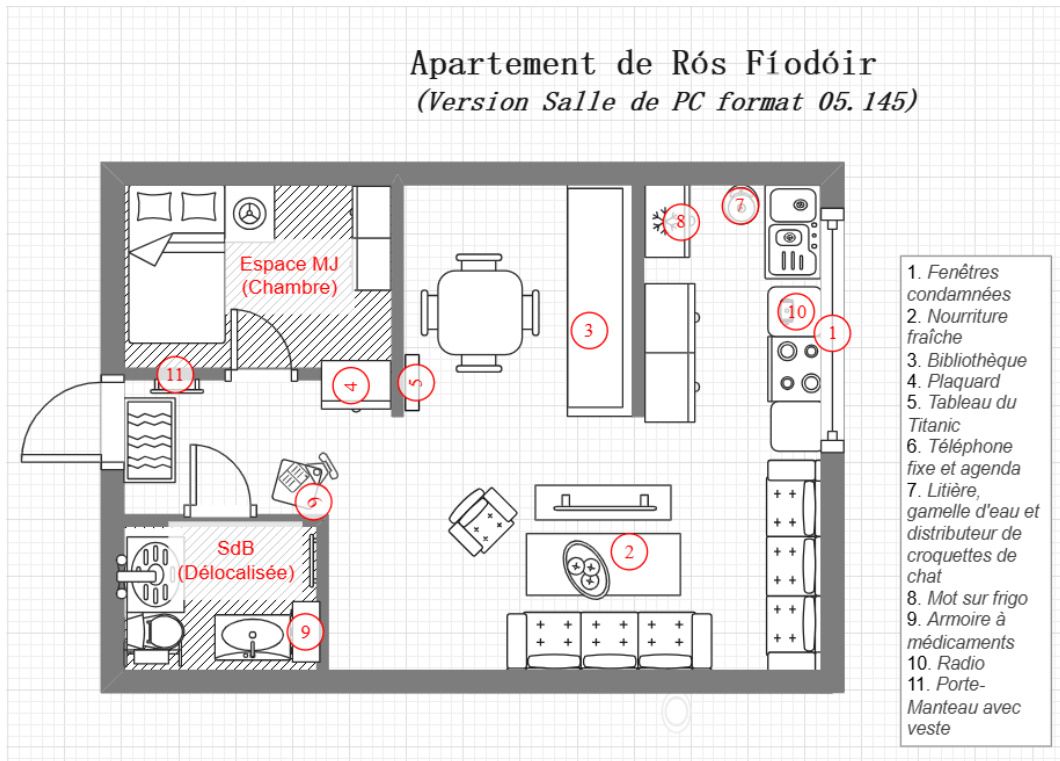 Apartement de Rós Fíodóir
(Version Salle de PC format 05.145)
7
8
Espace MJ
(Chambre)
10
3
1
11
4
5
6
SdB
(Délocalisée)
2
9
1. Fenêtres
condamnées
2. Nourriture
fraîche
3. Bibliothèque
4. Plaquard
5. Tableau du
Titanic
6. Téléphone
fixe et agenda
7. Litière,
gamelle d'eau et
distributeur de
croquettes de
chat
8. Mot sur frigo
9. Armoire à
médicaments
10. Radio
11. Porte-
Manteau avec
veste